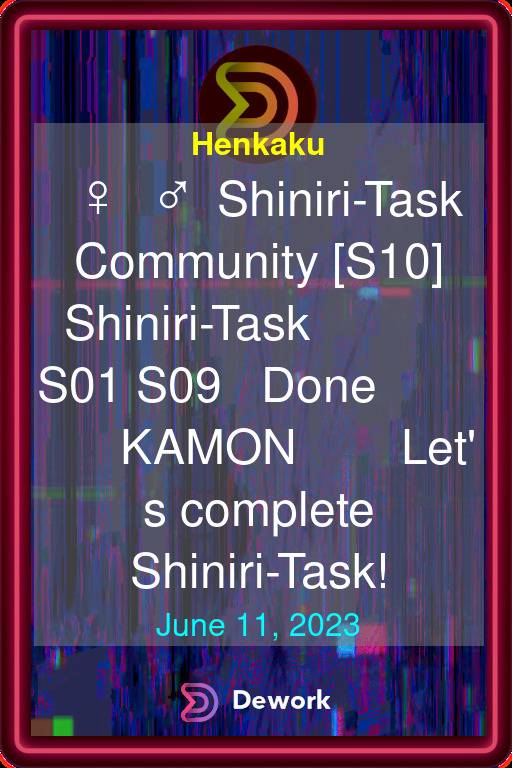 Henkaku
♀ ♂ Shiniri-Task
Community [S10]
Shiniri-Task
S01 S09 Done
KAMON Let'
s complete
Shiniri-Task!
June 11, 2023
Dework